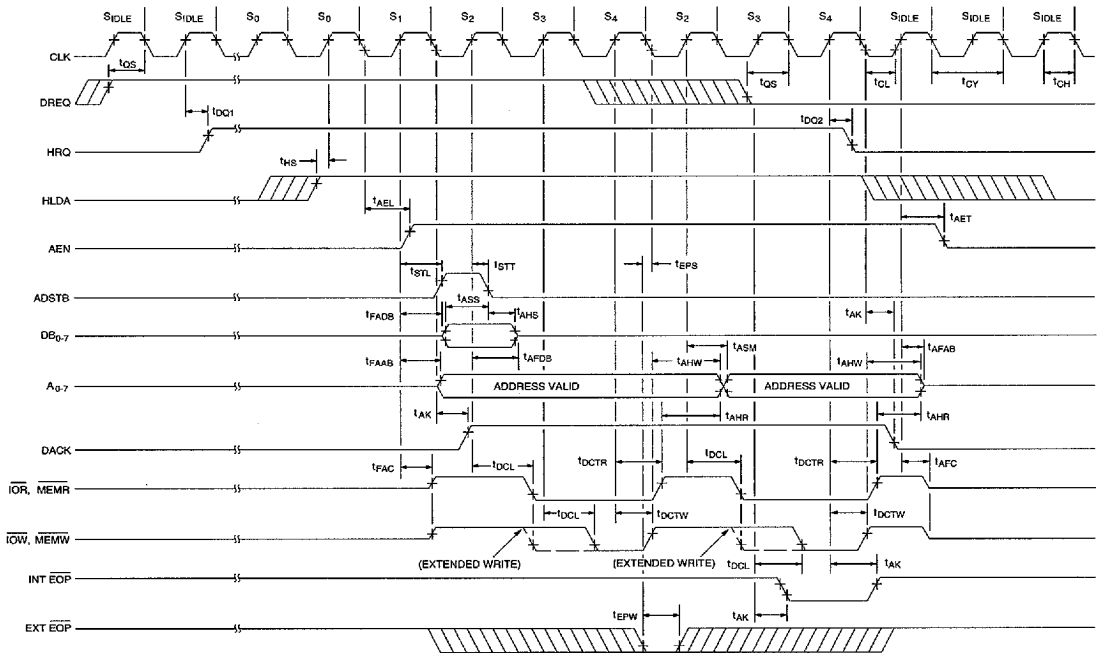 SIDLE SIDLE S0 S0 S1 S2 S3 S4 S2 S3 S4 SIDLE SIDLE SIDLE
CLK
tQS tQS tCL tCY tCH
DREQ
tDQ1 tDQ2
HRQ
tHS
HLDA
tAEL tAET
AEN
tSTL tSTT tEPS
ADSTB
tFADB tASS tAHS tAK
DB0-7
tFAAB tAFDB tAHW tASM tAHW tAFAB
A0-7 ADDRESS VALID ADDRESS VALID
tAK tAHR tAHR
DACK
tFAC tDCL tDCTR tDCL tDCTR tAFC
IOR, MEMR
tDCL tDCTW tDCTW
IOW, MEMW
(EXTENDED WRITE) (EXTENDED WRITE) tDCL tAK
INT EOP
tEPW tAK
EXT EOP